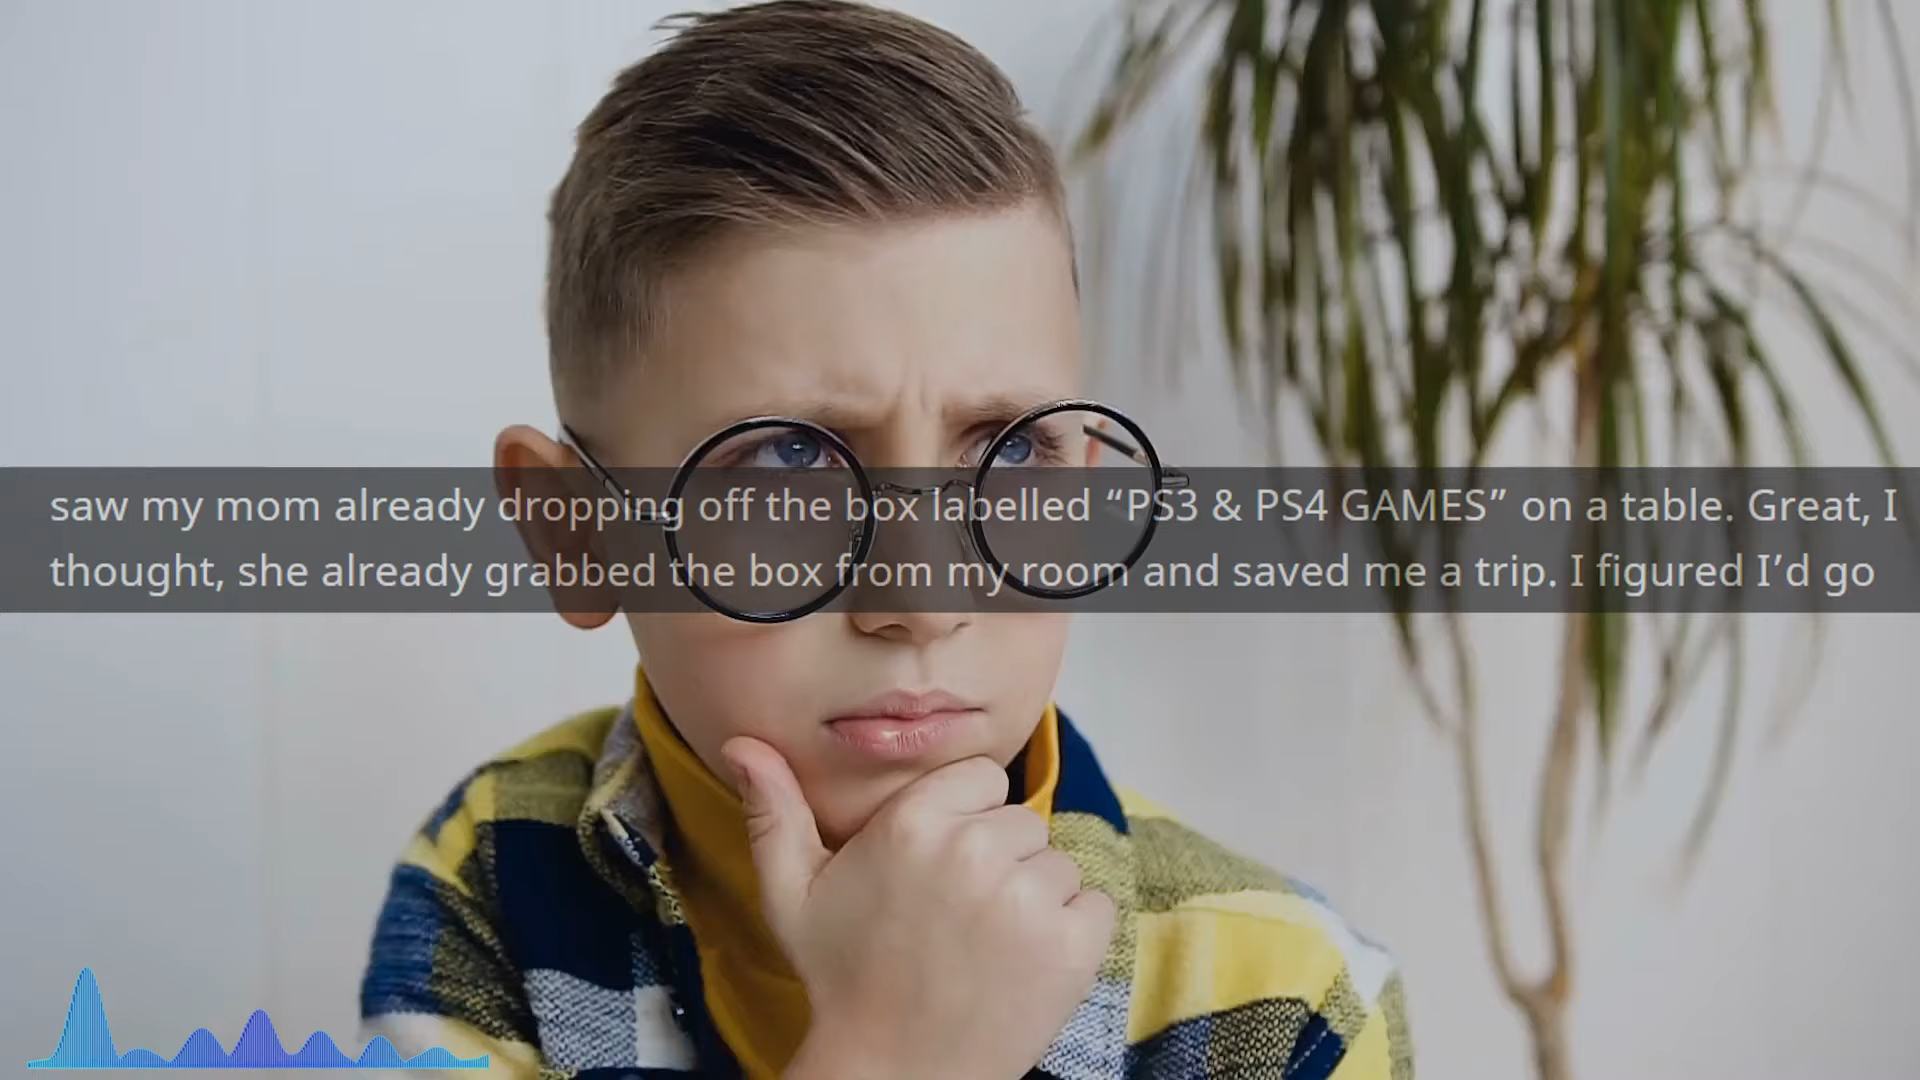 saw my mom already dropping off the box labelled “PS3 & PS4 GAMES” on a table. Great, I
thought, she already grabbed the box from my room and saved me a trip. I figured I’d go